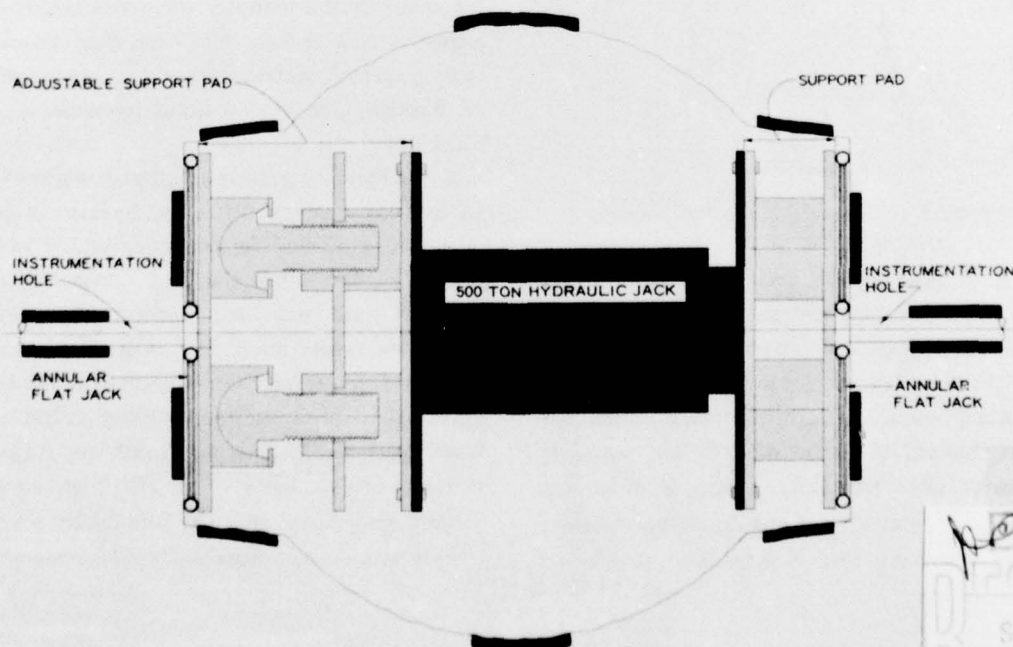 ADJUSTABLE SUPPORT PAD
SUPPORT PAD
INSTRUMENTATION
HOLE
500 TON HYDRAULIC JACK
INSTRUMENTATION
HOLE
ANNULAR
FLAT JACK
ANNULAR
FLAT JACK